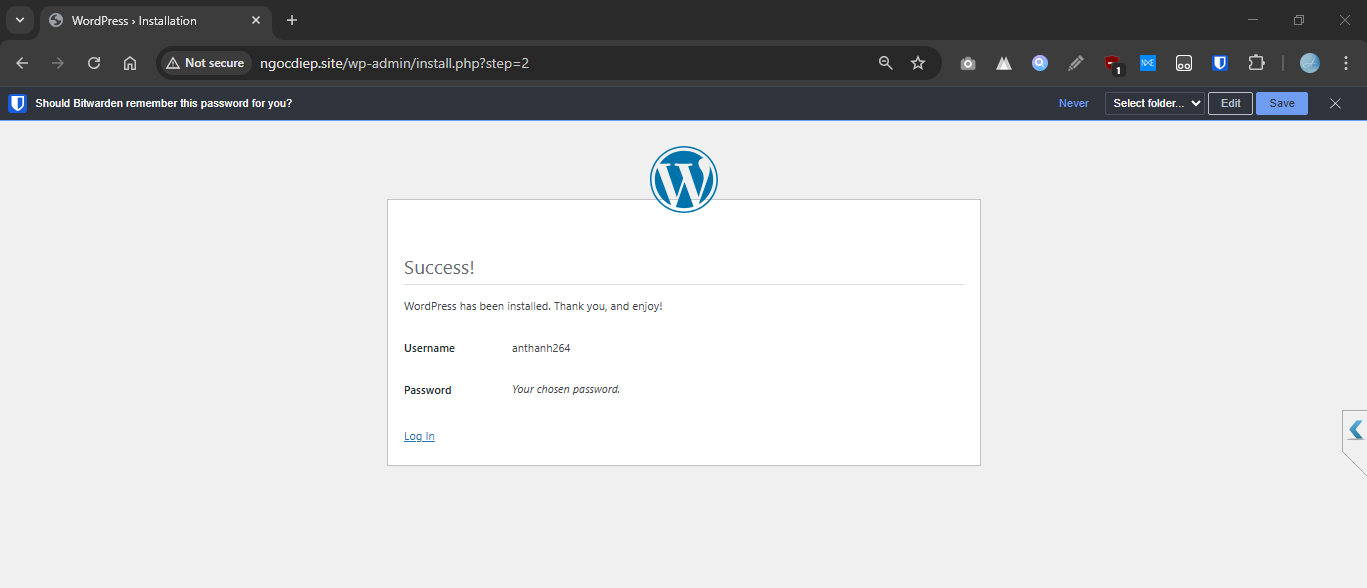 WordPress › Installation
Not secure ngocdiep.site/wp-admin/install.php?step=2
1
NXE
Should Bitwarden remember this password for you? Never Select folder... Edit Save
Success!
WordPress has been installed. Thank you, and enjoy!
Username anthanh264
Password Your chosen password.
Log In